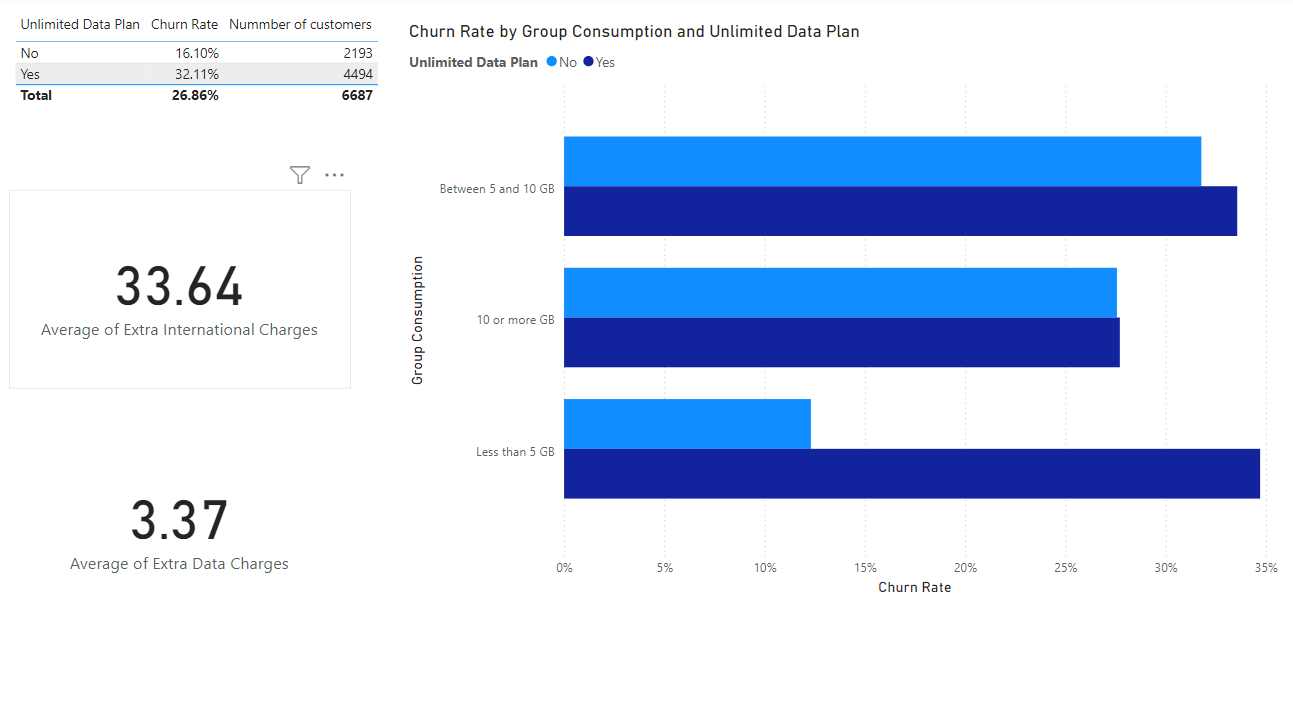 Unlimited Data Plan Churn Rate Nummber of customers
No 16.10% 2193
Yes 32.11% 4494
Total 26.86% 6687
33.64
Average of Extra International Charges
3.37
Average of Extra Data Charges
Churn Rate by Group Consumption and Unlimited Data Plan
Unlimited Data Plan No Yes
Group Consumption
Between 5 and 10 GB
10 or more GB
Less than 5 GB
0% 5% 10% 15% 20% 25% 30% 35%
Churn Rate